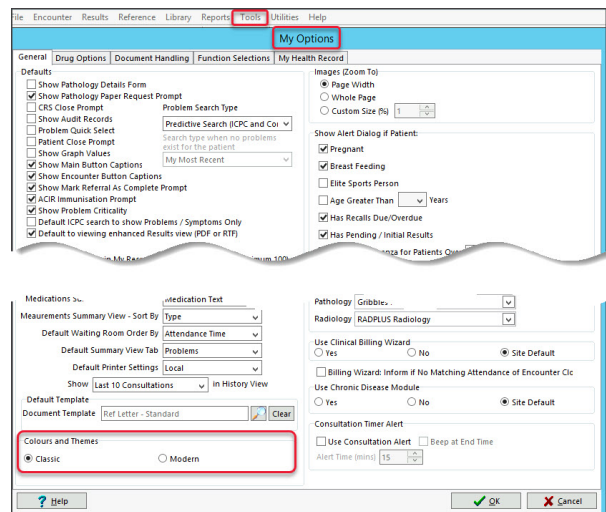 File Encounter Results Reference Library Reports Tools Utilities Help
My Options
General Drug Options Document Handling Function Selections My Health Record
Defaults
Show Pathology Details Form
Show Pathology Paper Request Prompt
CRS Close Prompt
Show Audit Records
Problem Quick Select
Patient Close Prompt
Show Graph Values
Show Main Button Captions
Show Encounter Button Captions
Show Mark Referral As Complete Prompt
ACIR Immunisation Prompt
Show Problem Criticality
Default ICPC search to show Problems / Symptoms Only
Default to viewing enhanced Results view (PDF or RTF)
Problem Search Type
Predictive Search (ICPC and Co
Search type when no problems
exist for the patient
My Most Recent
in My
Images (Zoom To)
Page Width
Whole Page
Custom Size (%) 1
Show Alert Dialog if Patient:
Pregnant
Breast Feeding
Elite Sports Person
Age Greater Than Years
Has Recalls Due/Overdue
Has Pending / Initial Results
for Patients
Medications
Medication Text
Meaurements Summary View - Sort By Type
Default Waiting Room Order By Attendance Time
Default Summary View Tab Problems
Default Printer Settings Local
Show Last 10 Consultations in History View
Default Template
Document Template Ref Letter - Standard Clear
Colours and Themes
Classic Modern
Pathology Gribbles
Radiology RADPLUS Radiology
Use Clinical Billing Wizard
Yes No Site Default
Billing Wizard: Inform if No Matching Attendance of Encounter Clc
Use Chronic Disease Module
Yes No Site Default
Consultation Timer Alert
Use Consultation Alert Beep at End Time
Alert Time (mins) 15
Help OK Cancel